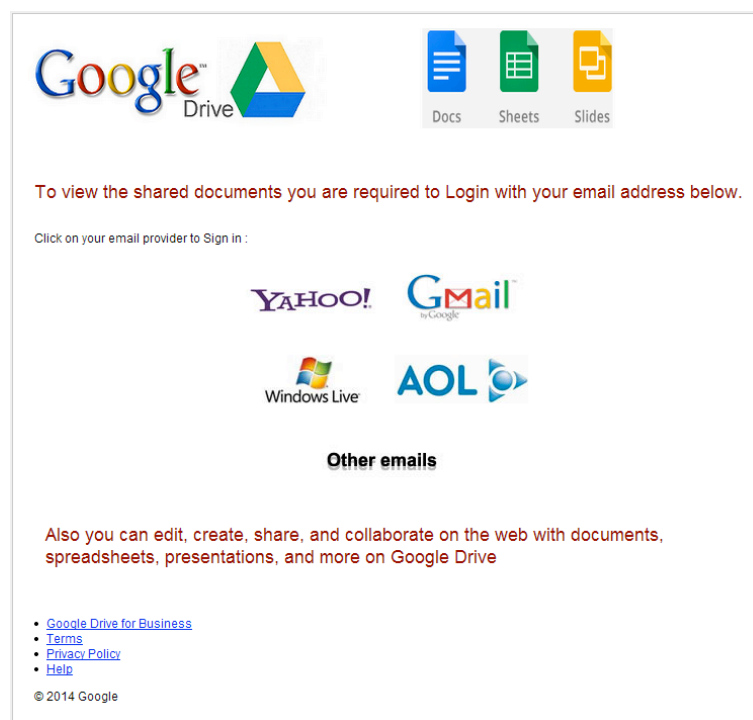 Google™
Drive
Docs Sheets Slides
To view the shared documents you are required to Login with your email address below.
Click on your email provider to Sign in :
YAHOO! Gmail
by Google
Windows Live AOL
Other emails
Also you can edit, create, share, and collaborate on the web with documents,
spreadsheets, presentations, and more on Google Drive
Google Drive for Business
Terms
Privacy Policy
Help
© 2014 Google